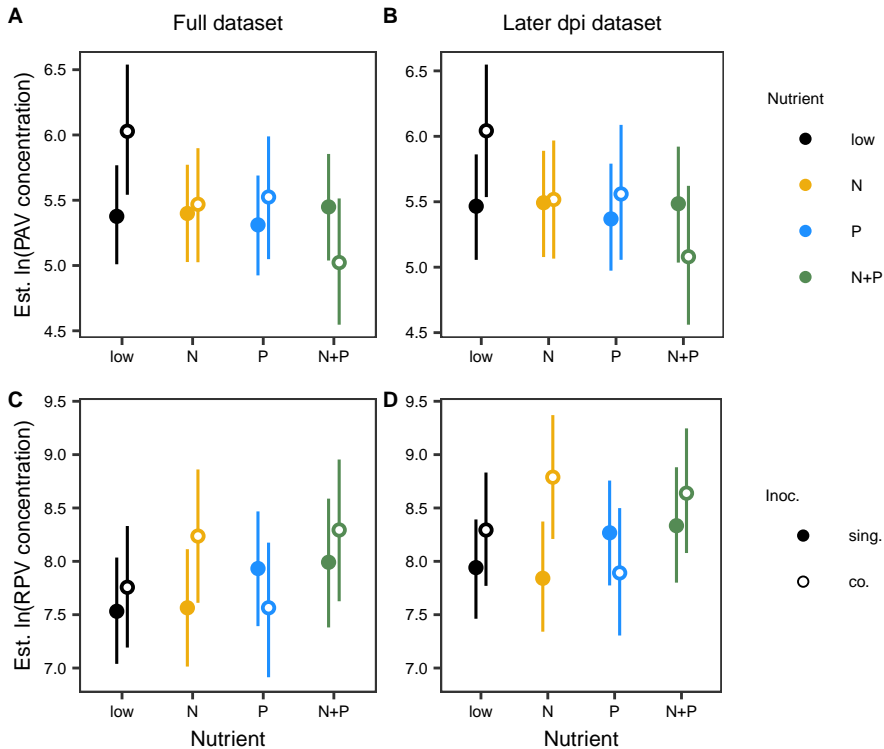 A
Full dataset
B
Later dpi dataset
Est. ln(PAV concentration)
6.5
6.0
5.5
5.0
4.5
low
N
P
N+P
6.5
6.0
5.5
5.0
4.5
low
N
P
N+P
Nutrient
low
N
P
N+P
C
Est. ln(RPV concentration)
9.5
9.0
8.5
8.0
7.5
7.0
low
N
P
N+P
Nutrient
D
9.5
9.0
8.5
8.0
7.5
7.0
low
N
P
N+P
Nutrient
Inoc.
sing.
co.